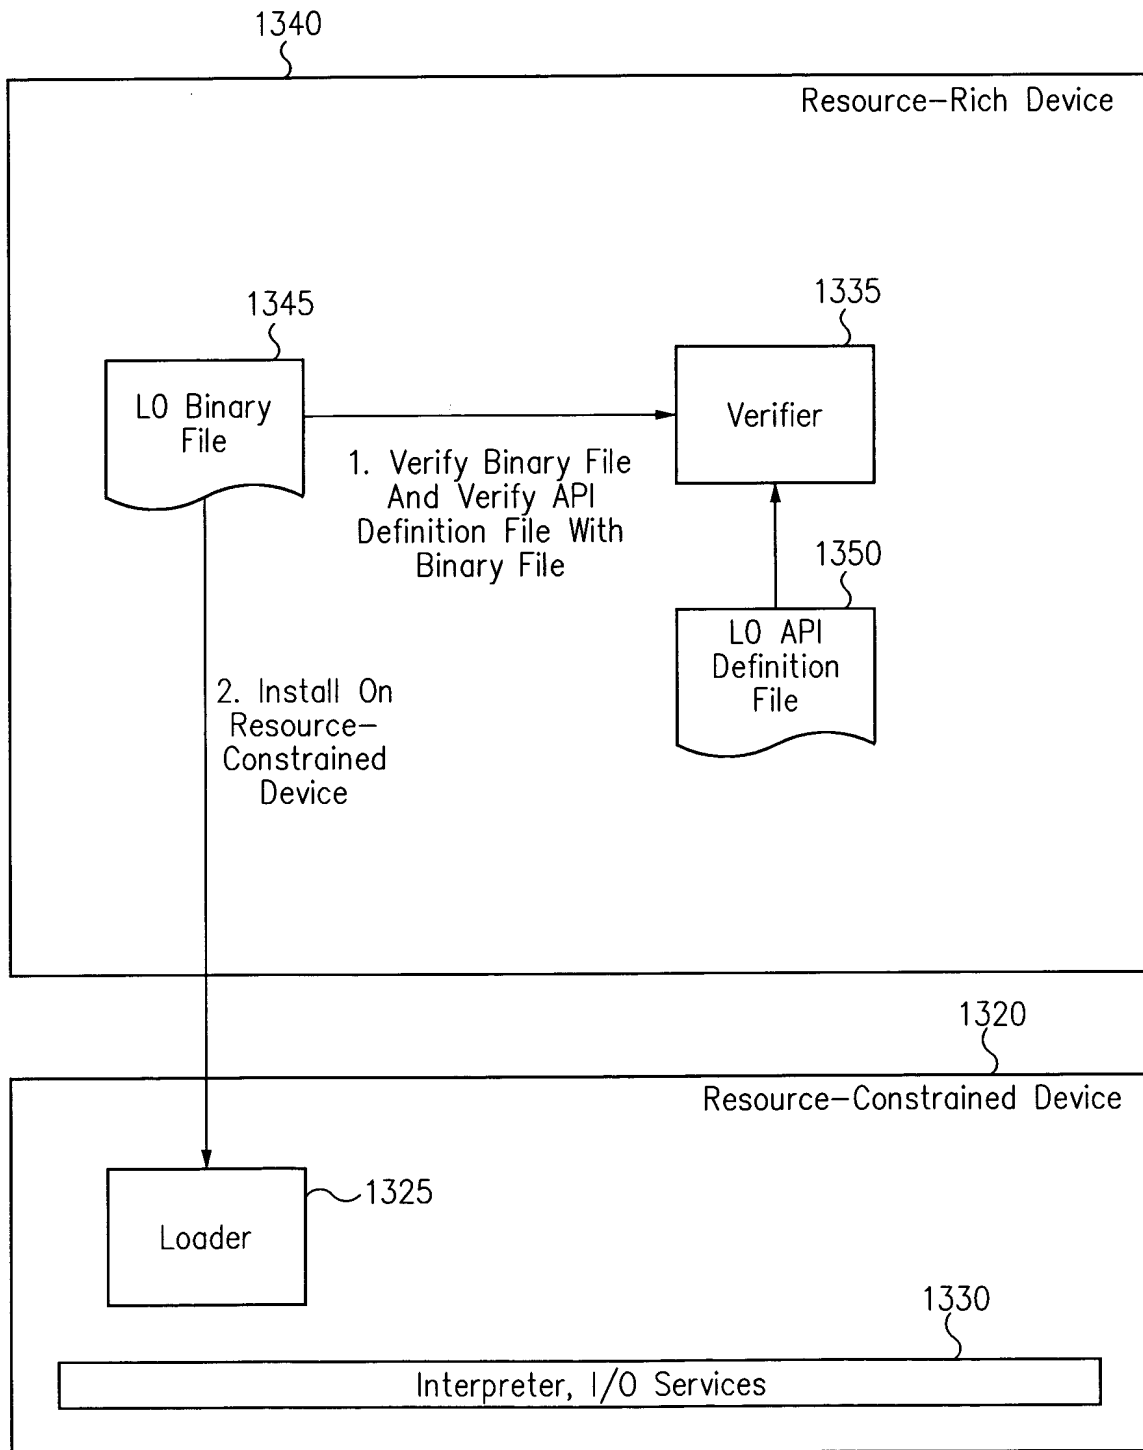 1340
Resource-Rich Device
1345
1335
L0 Binary
File
Verifier
1. Verify Binary File
And Verify API
Definition File With
Binary File
1350
L0 API
Definition
File
2. Install On
Resource-
Constrained
Device
1320
Resource-Constrained Device
1325
Loader
1330
Interpreter, I/O Services